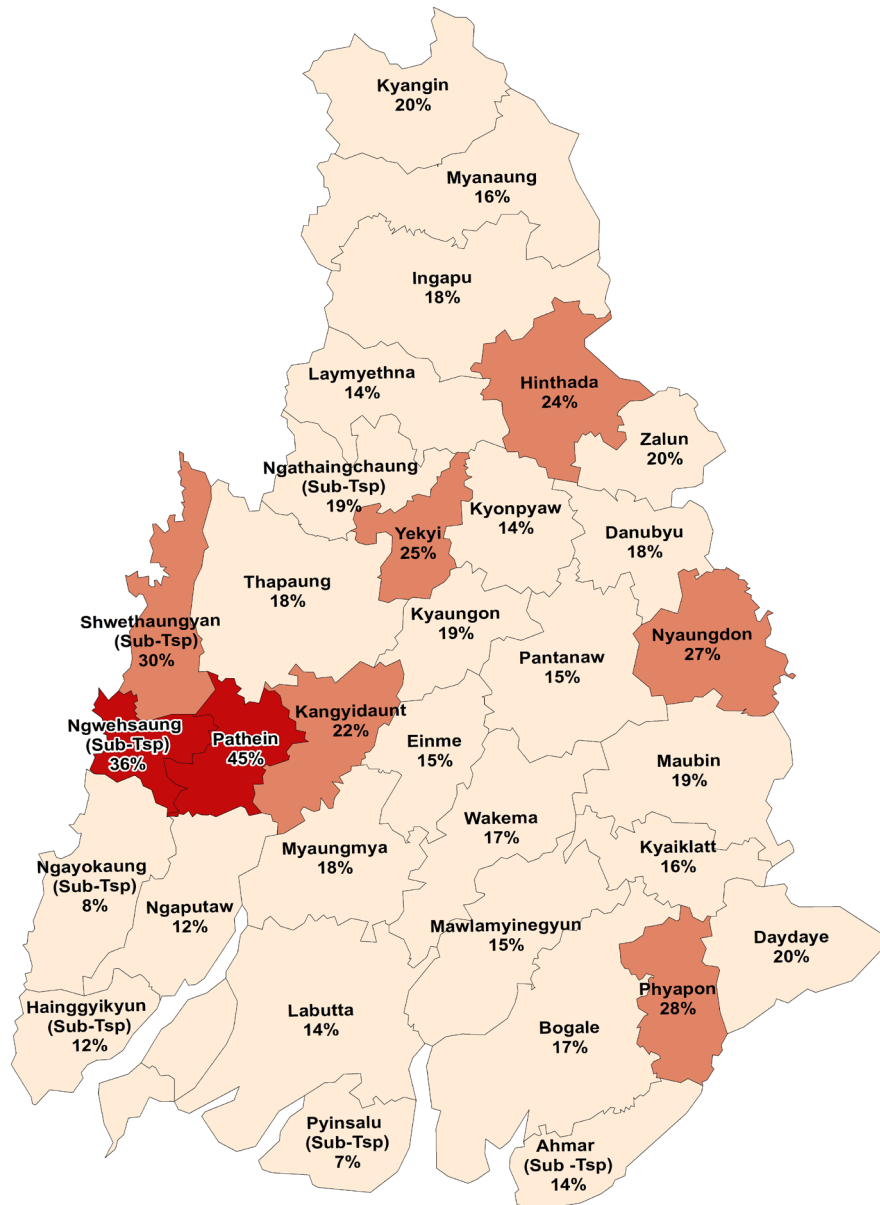 Kyangin
20%
Myanaung
16%
Ingapu
18%
Laymyethna
14%
Hinthada
24%
Zalun
20%
Ngathaingchaung
(Sub-Tsp)
19%
Yekyi
25%
Kyonpyaw
14%
Danubyu
18%
Thapaung
18%
Shwethaungyan
(Sub-Tsp)
30%
Kyaungon
19%
Pantanaw
15%
Nyaungdon
27%
Ngwehsaung
(Sub-Tsp)
36%
Pathein
45%
Kangyidaunt
22%
Einme
15%
Maubin
19%
Wakema
17%
Kyaiklatt
16%
Myaungmya
18%
Ngayokaung
(Sub-Tsp)
8%
Ngaputaw
12%
Mawlamyinegyun
15%
Daydaye
20%
Phyapon
28%
Hainggyikyun
(Sub-Tsp)
12%
Labutta
14%
Bogale
17%
Pyinsalu
(Sub-Tsp)
7%
Ahmar
(Sub -Tsp)
14%